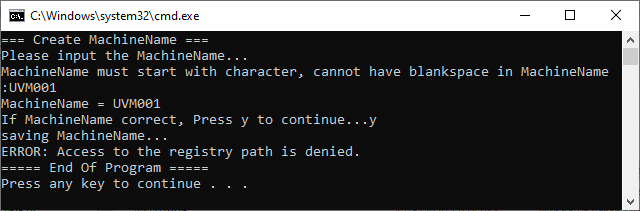 C:\Windows\system32\cmd.exe
=== Create MachineName ===
Please input the MachineName...
MachineName must start with character, cannot have blankspace in MachineName
:UVM001
MachineName = UVM001
If MachineName correct, Press y to continue...y
saving MachineName...
ERROR: Access to the registry path is denied.
===== End Of Program =====
Press any key to continue . . .